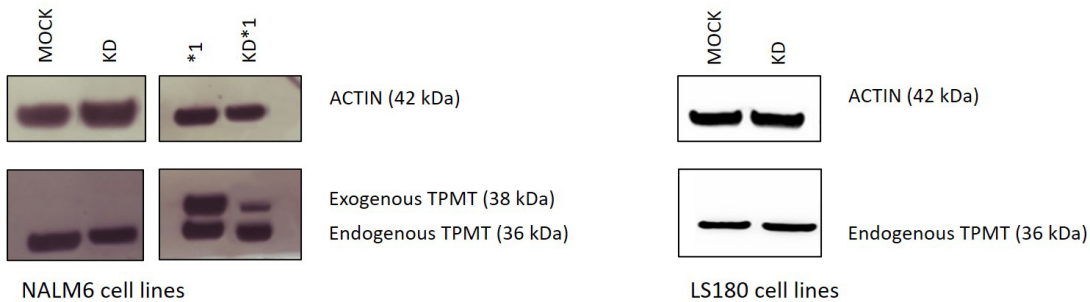 MOCK
KD
*1
KD*1
ACTIN (42 kDa)
Exogenous TPMT (38 kDa)
Endogenous TPMT (36 kDa)
NALM6 cell lines
MOCK
KD
ACTIN (42 kDa)
Endogenous TPMT (36 kDa)
LS180 cell lines